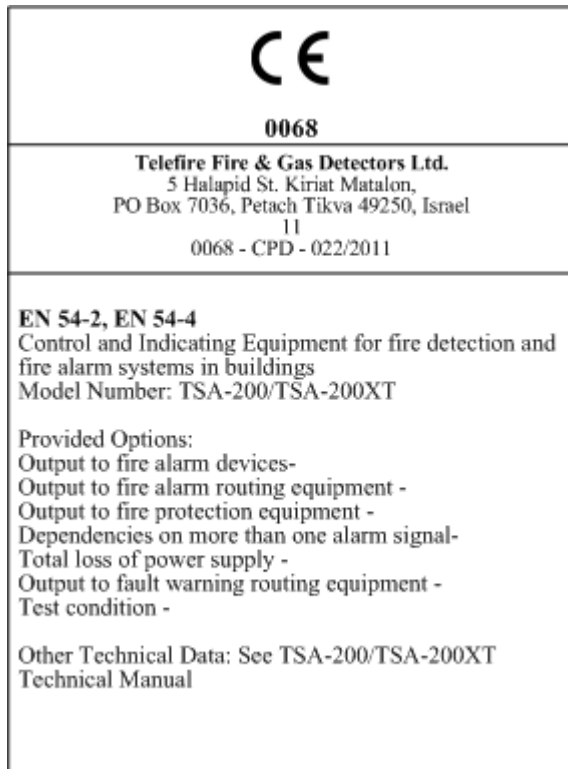 CE
0068
Telefire Fire & Gas Detectors Ltd.
5 Halapid St. Kiriat Matalon,
PO Box 7036, Petach Tikva 49250, Israel
11
0068 - CPD - 022/2011
EN 54-2, EN 54-4
Control and Indicating Equipment for fire detection and
fire alarm systems in buildings
Model Number: TSA-200/TSA-200XT
Provided Options:
Output to fire alarm devices-
Output to fire alarm routing equipment -
Output to fire protection equipment -
Dependencies on more than one alarm signal-
Total loss of power supply -
Output to fault warning routing equipment -
Test condition -
Other Technical Data: See TSA-200/TSA-200XT
Technical Manual